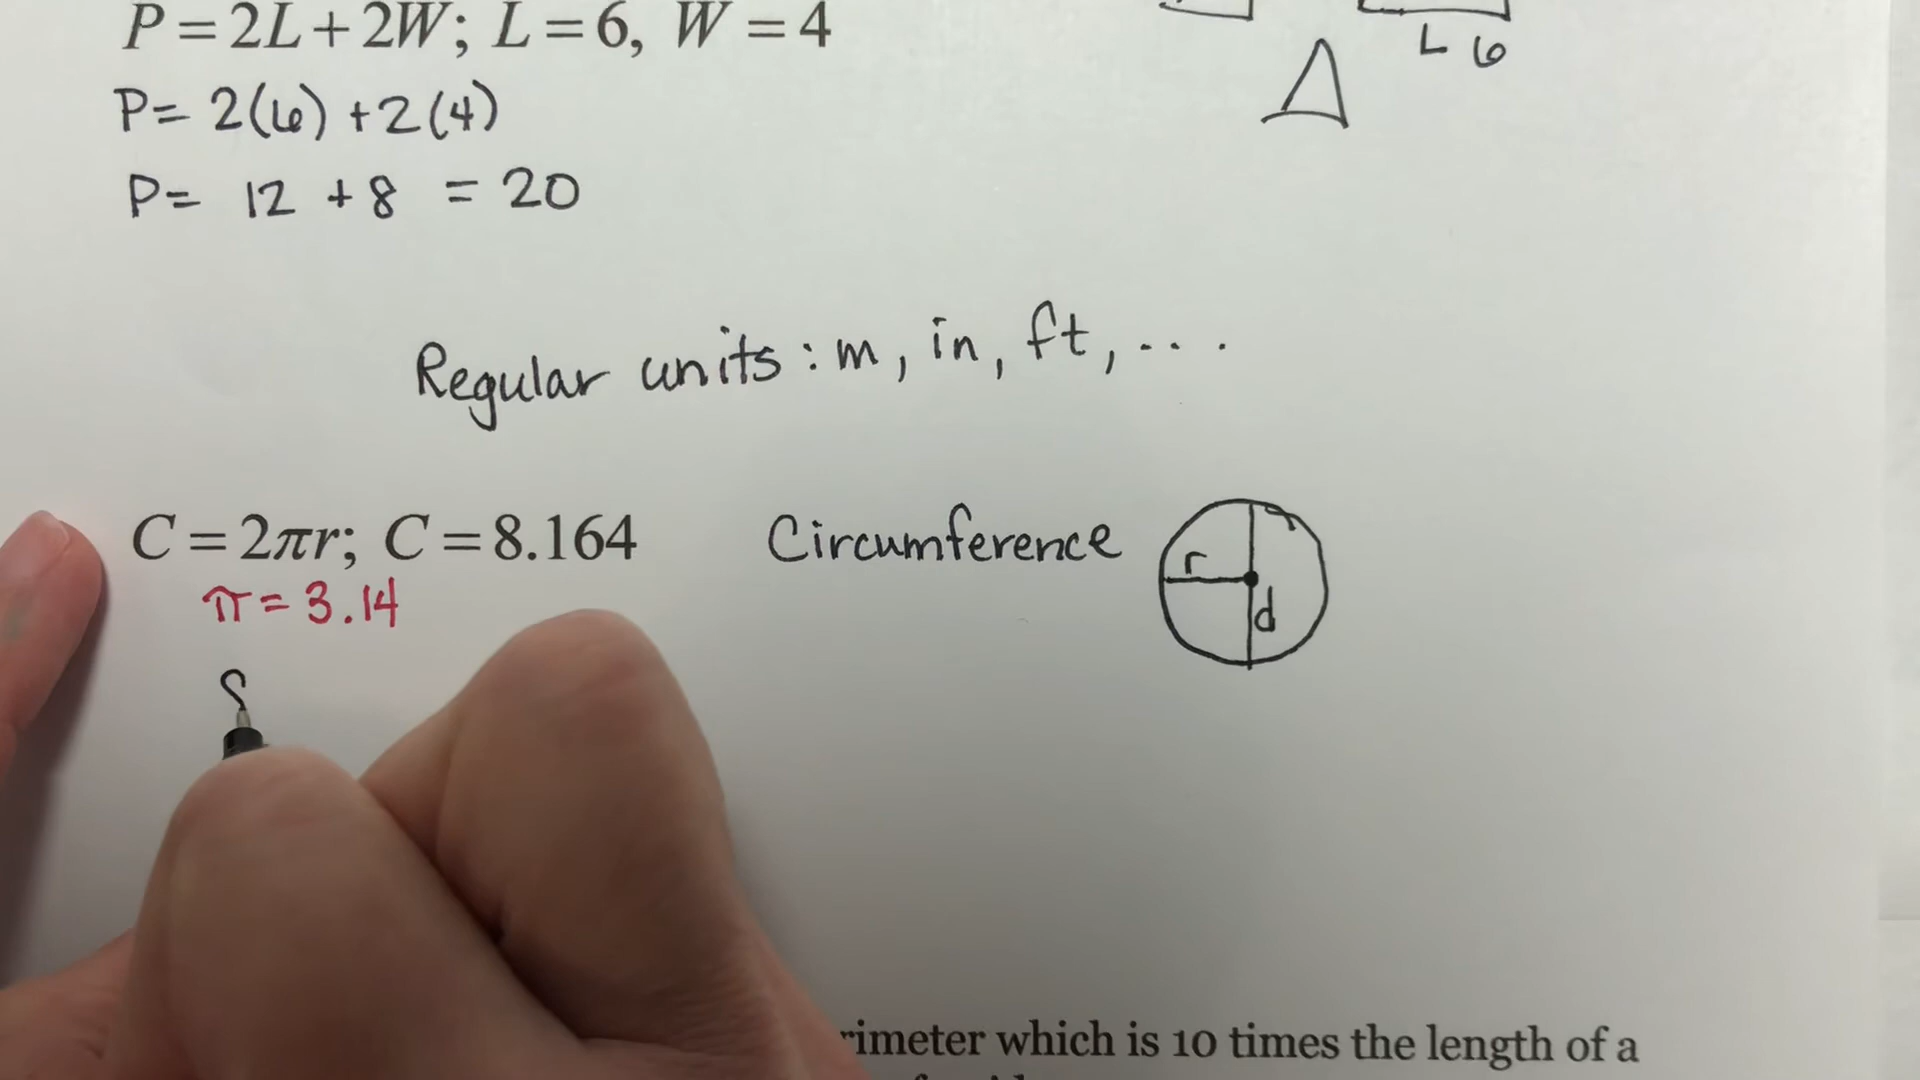 P = 2L + 2W; L = 6, W = 4
L 6
P= 2(6) +2(4)
P= 12 +8 = 20
Regular units : m, in, ft, ....
C = 2πr; C = 8.164
Circumference
r
d
π = 3.14
which is 10 times the length of a